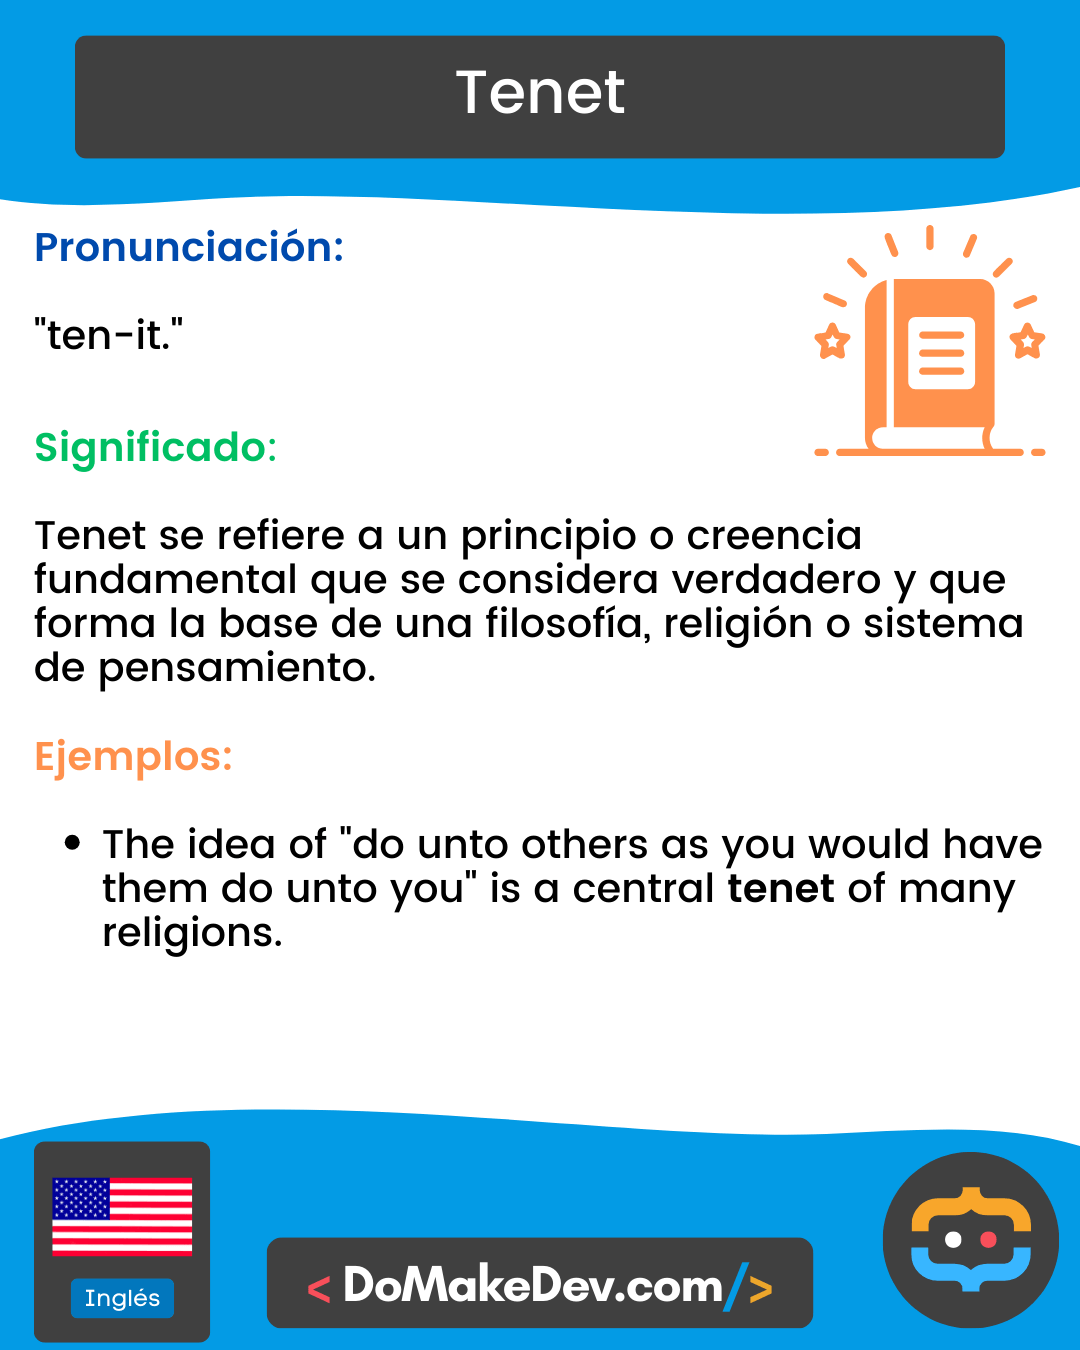 Tenet
Pronunciación:
"ten-it."
Significado:
Tenet se refiere a un principio o creencia
fundamental que se considera verdadero y que
forma la base de una filosofía, religión o sistema
de pensamiento.
Ejemplos:
• The idea of "do unto others as you would have
them do unto you" is a central tenet of many
religions.
Inglés
< DoMakeDev.com/>